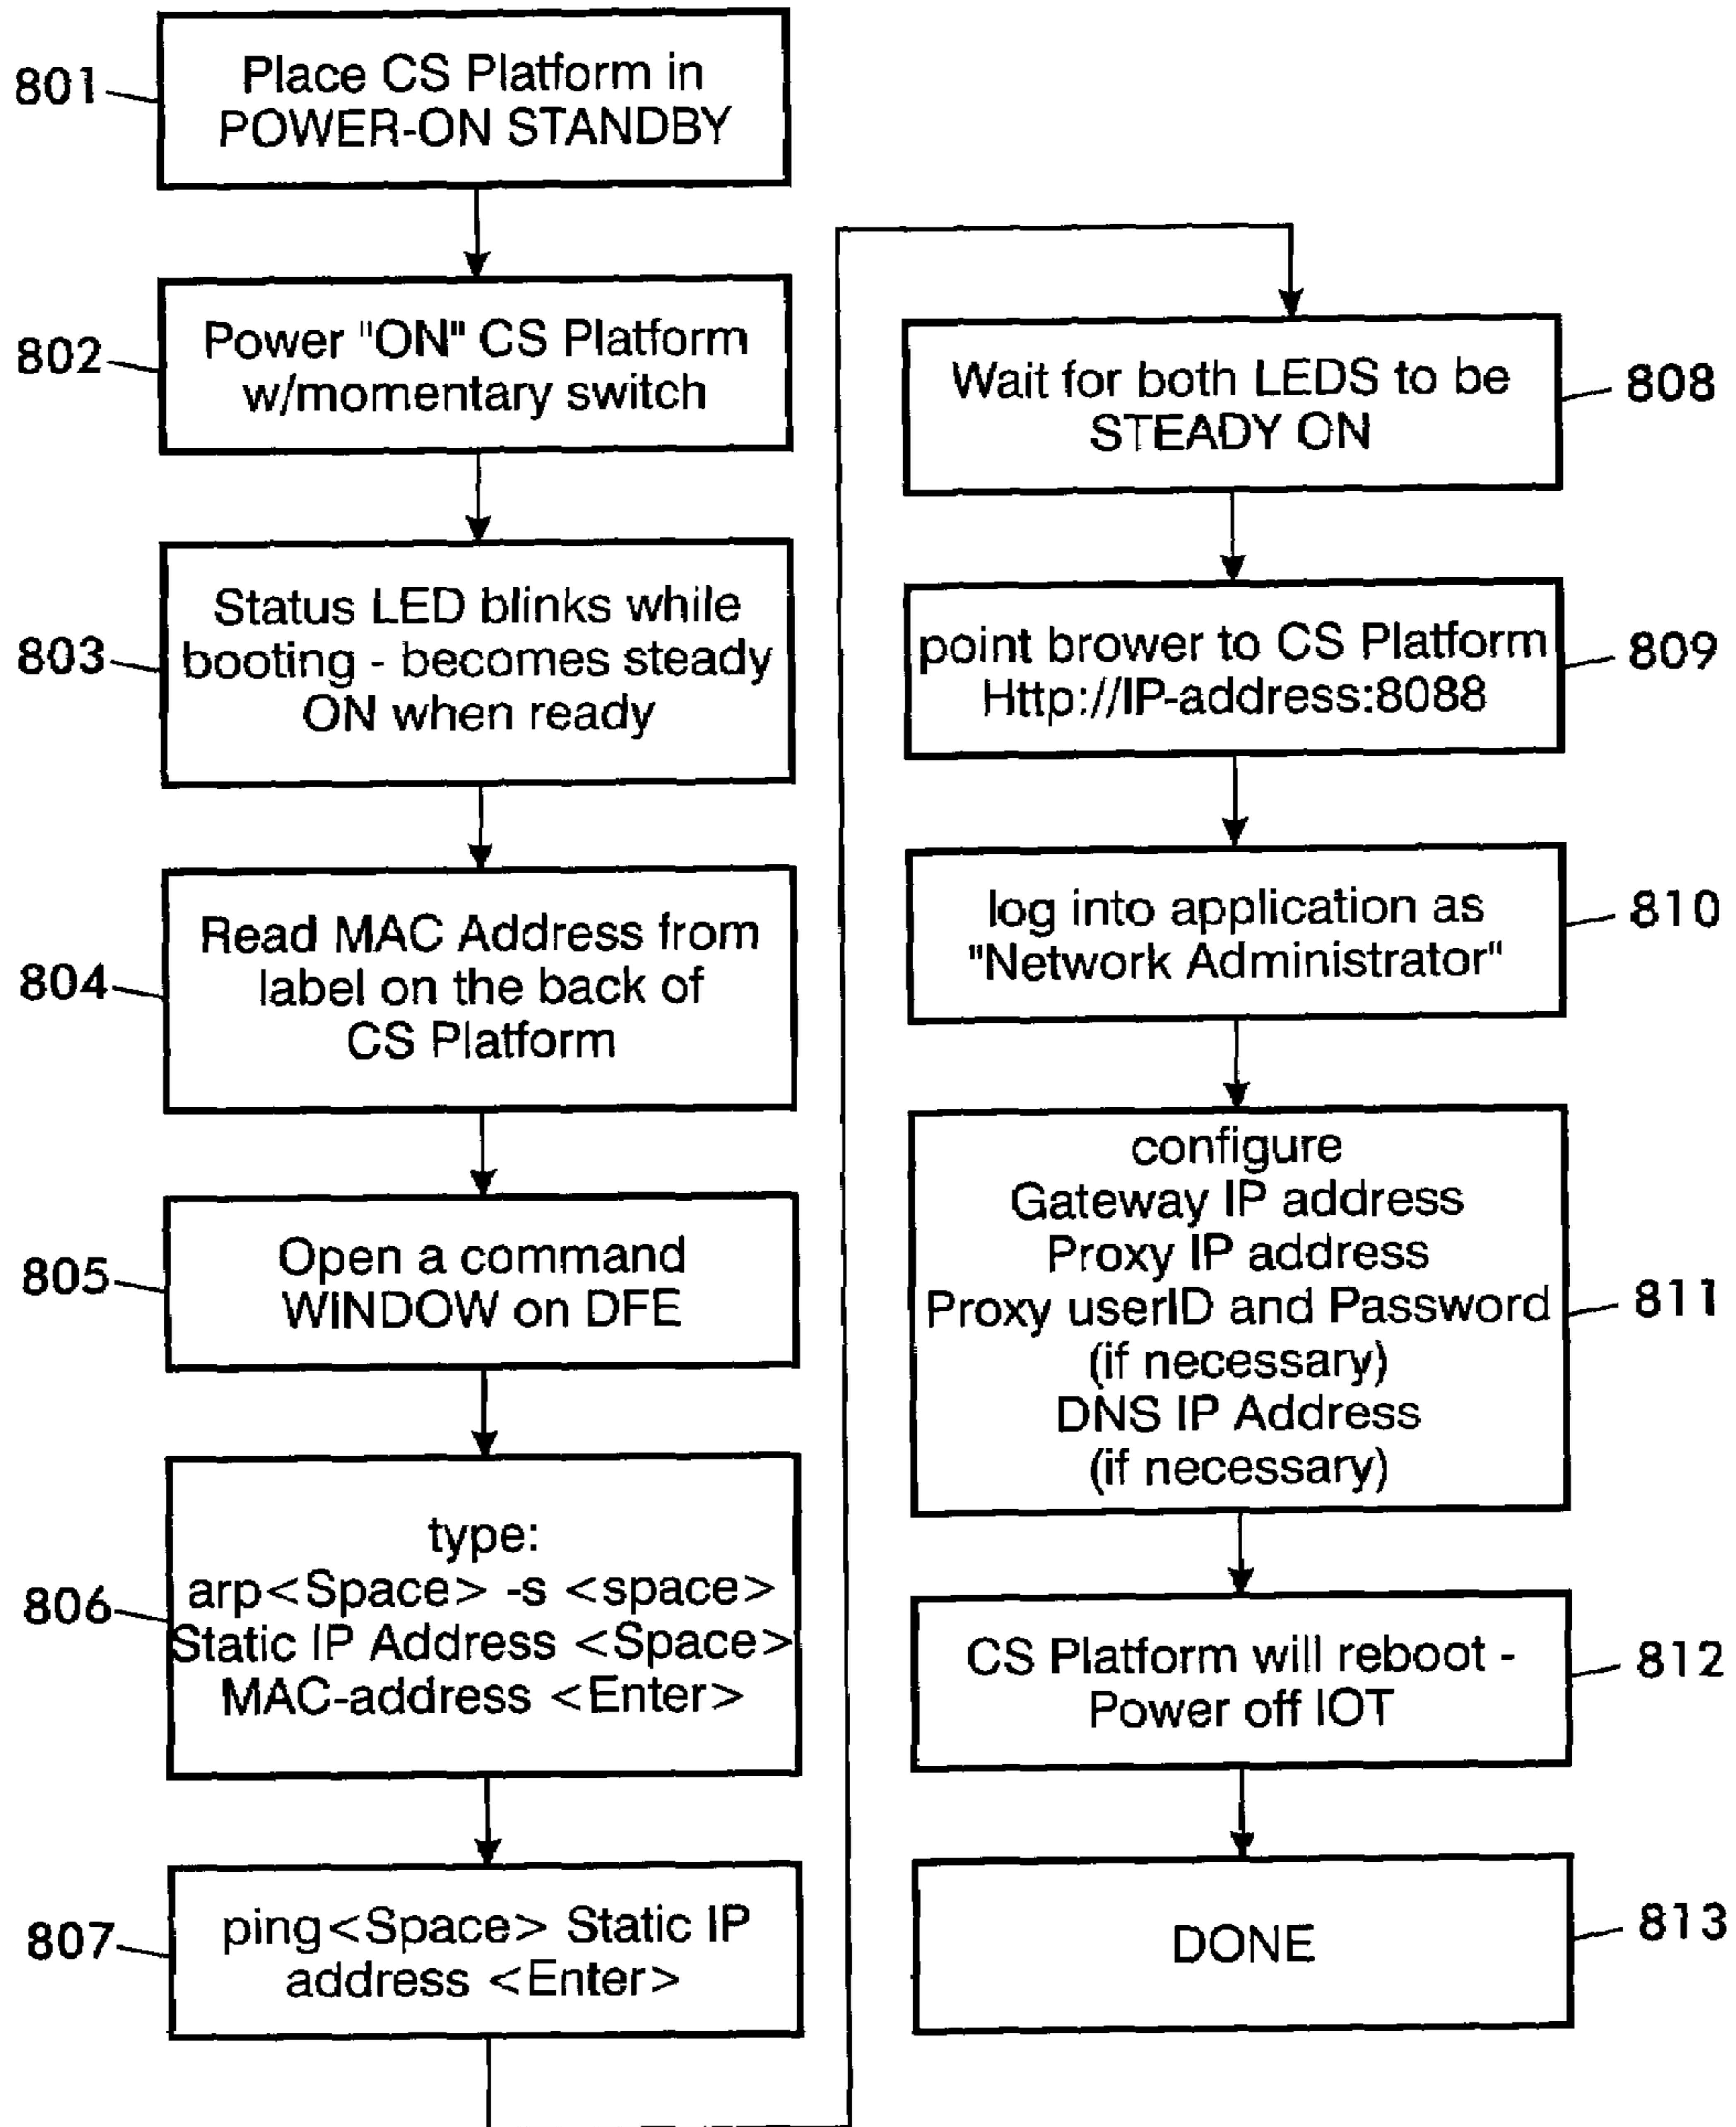 801
Place CS Platform in
POWER-ON STANDBY
802
Power "ON" CS Platform
w/momentary switch
803
Status LED blinks while
booting - becomes steady
ON when ready
804
Read MAC Address from
label on the back of
CS Platform
805
Open a command
WINDOW on DFE
806
type:
arp<Space> -s <space>
Static IP Address <Space>
MAC-address <Enter>
807
ping<Space> Static IP
address <Enter>
808
Wait for both LEDS to be
STEADY ON
809
point brower to CS Platform
Http://IP-address:8088
810
log into application as
"Network Administrator"
811
configure
Gateway IP address
Proxy IP address
Proxy userID and Password
(if necessary)
DNS IP Address
(if necessary)
812
CS Platform will reboot -
Power off IOT
813
DONE